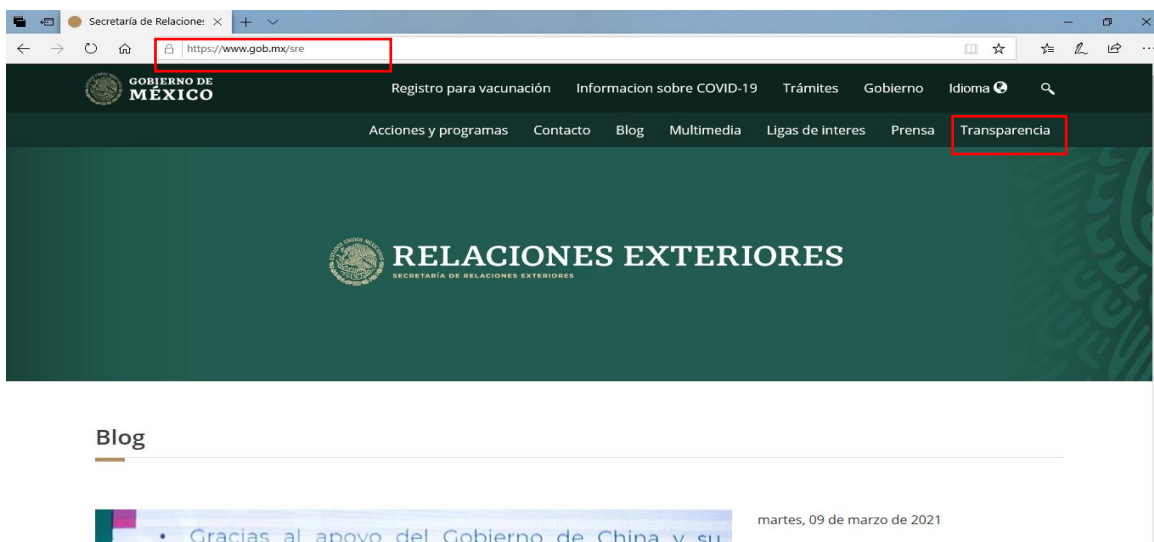 Secretaría de Relacione:
https://www.gob.mx/sre
GOBIERNO DE
MÉXICO
Registro para vacunación Informacion sobre COVID-19 Trámites Gobierno Idioma
Acciones y programas Contacto Blog Multimedia Ligas de interes Prensa Transparencia
RELACIONES EXTERIORES
SECRETARÍA DE RELACIONES EXTERIORES
Blog
martes, 09 de marzo de 2021
• Gracias al apoyo del Gobierno de China y su